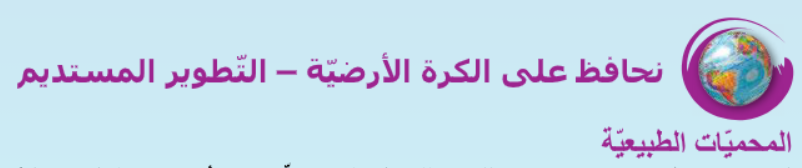 نحافظ على الكرة الأرضيّة – التّطوير المستديم
المحميّات الطبيعيّة